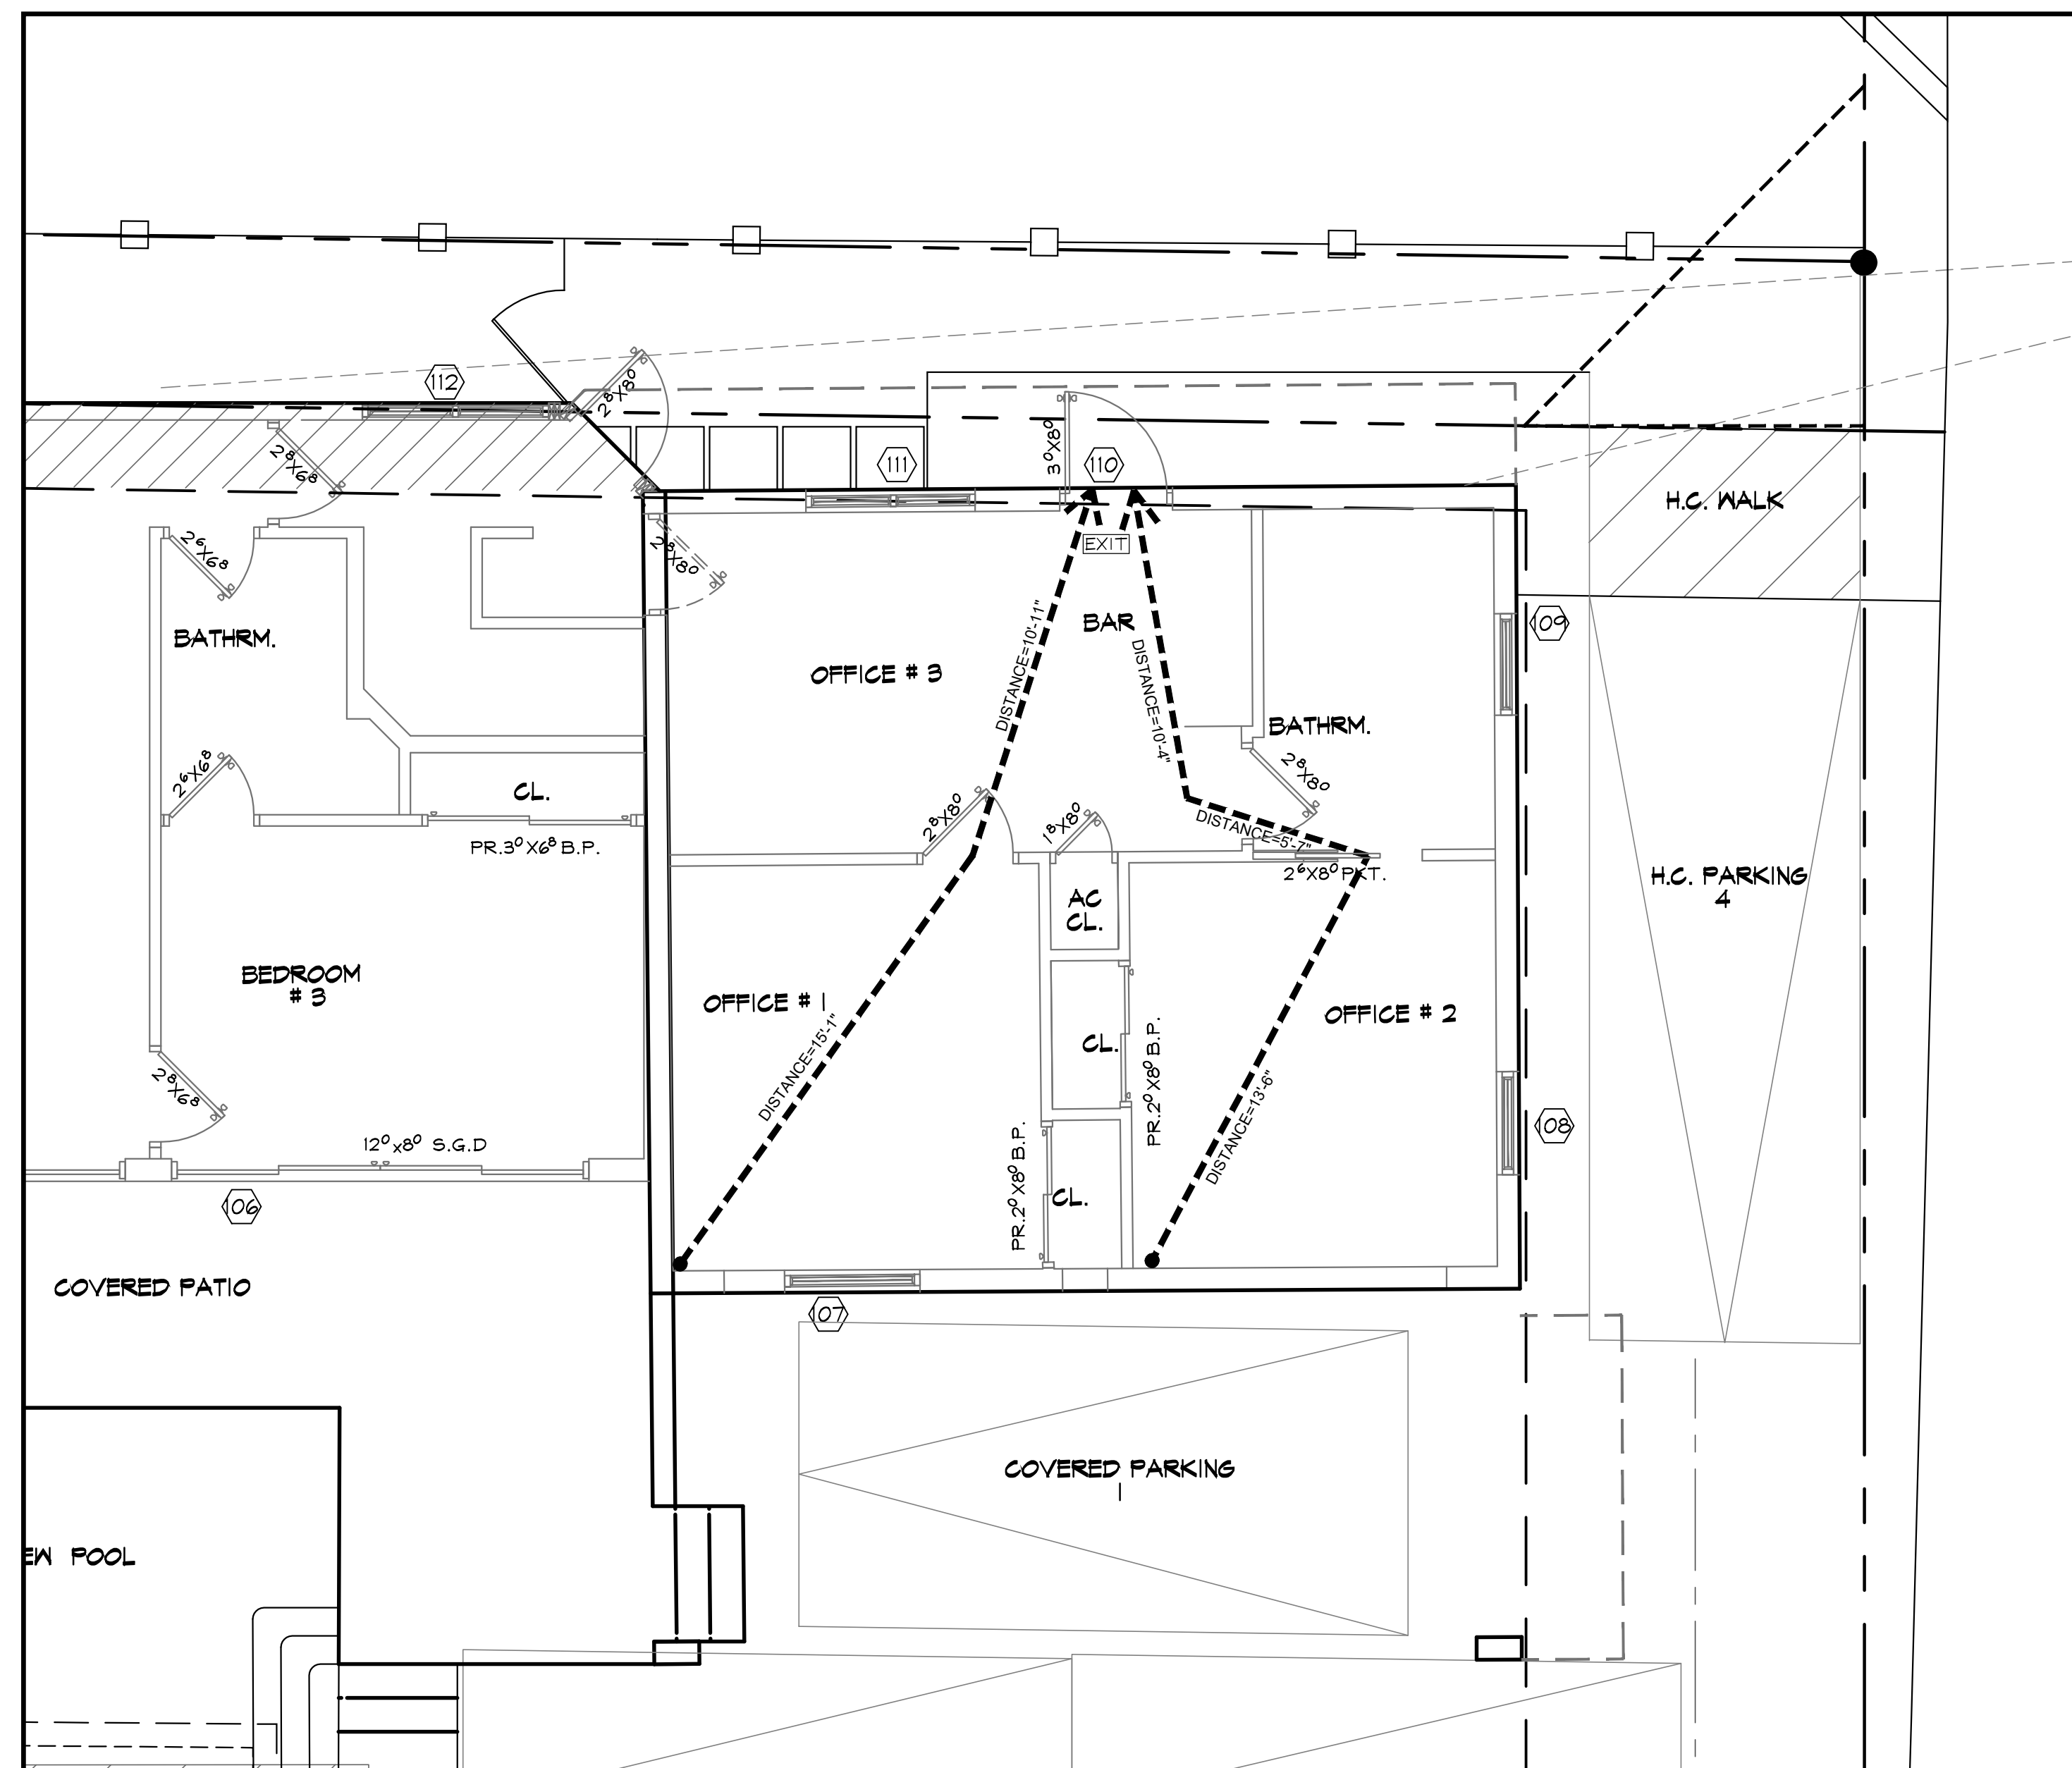 112
2⁸X8⁰
2⁸X6⁸
111
3⁰X8⁰
110
H.C. WALK
2⁶X6⁸
2⁸X8⁰
EXIT
BATHRM.
OFFICE # 3
DISTANCE=10'-11"
BAR
DISTANCE=10'-4"
109
BATHRM.
2⁶X6⁸
CL.
PR.3⁰X6⁸ B.P.
2⁸X8⁰
1⁸X8⁰
2⁸X8⁰
DISTANCE=5'-7"
2⁶X8⁰ PKT.
H.C. PARKING
4
AC
CL.
BEDROOM
# 3
OFFICE # 1
DISTANCE=15'-1"
CL.
PR.2⁰X8⁰ B.P.
OFFICE # 2
DISTANCE=13'-6"
108
2⁸X6⁸
12⁰x8⁰ S.G.D
106
PR.2⁰X8⁰ B.P.
CL.
COVERED PATIO
107
COVERED PARKING
1
EW POOL